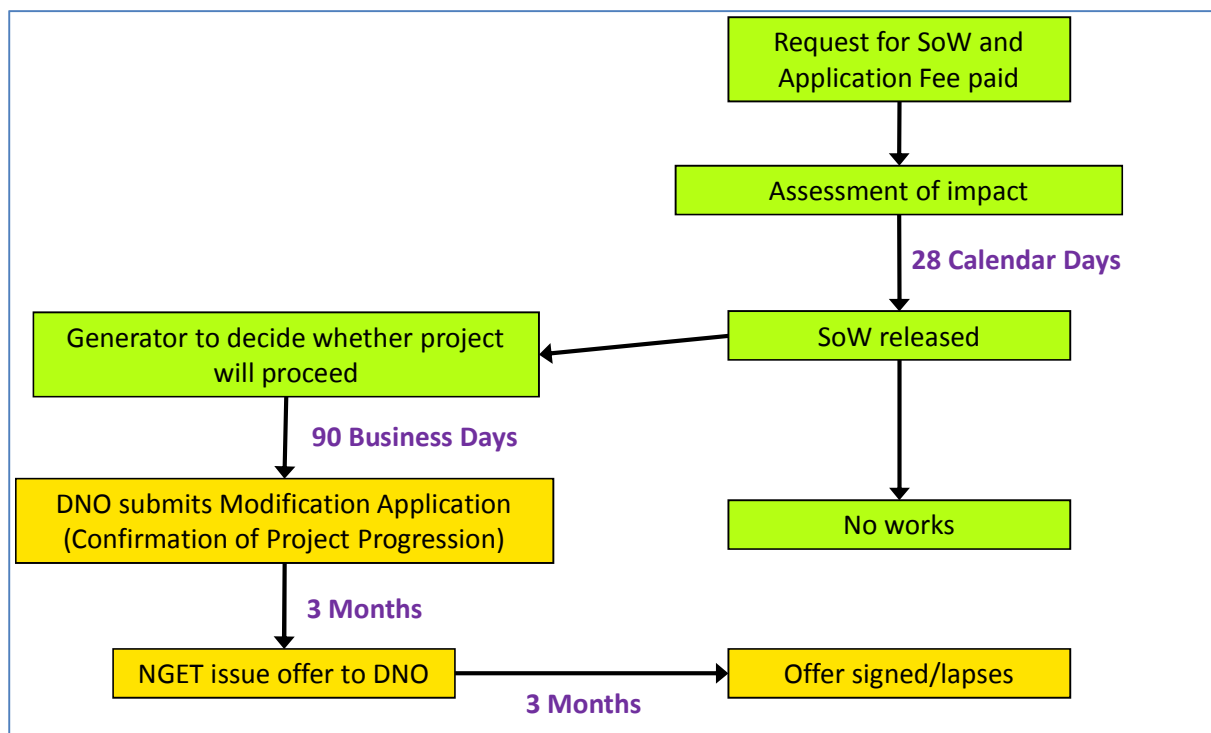 Request for SoW and
Application Fee paid
Assessment of impact
28 Calendar Days
SoW released
Generator to decide whether project
will proceed
90 Business Days
DNO submits Modification Application
(Confirmation of Project Progression)
No works
3 Months
NGET issue offer to DNO
3 Months
Offer signed/lapses